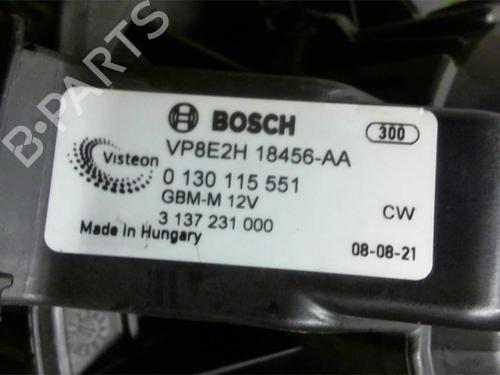 BOSCH
300
Visteon
VP8E2H 18456-AA
0 130 115 551
GBM-M 12V
3 137 231 000
CW
Made in Hungary
08-08-21
B-PARTS